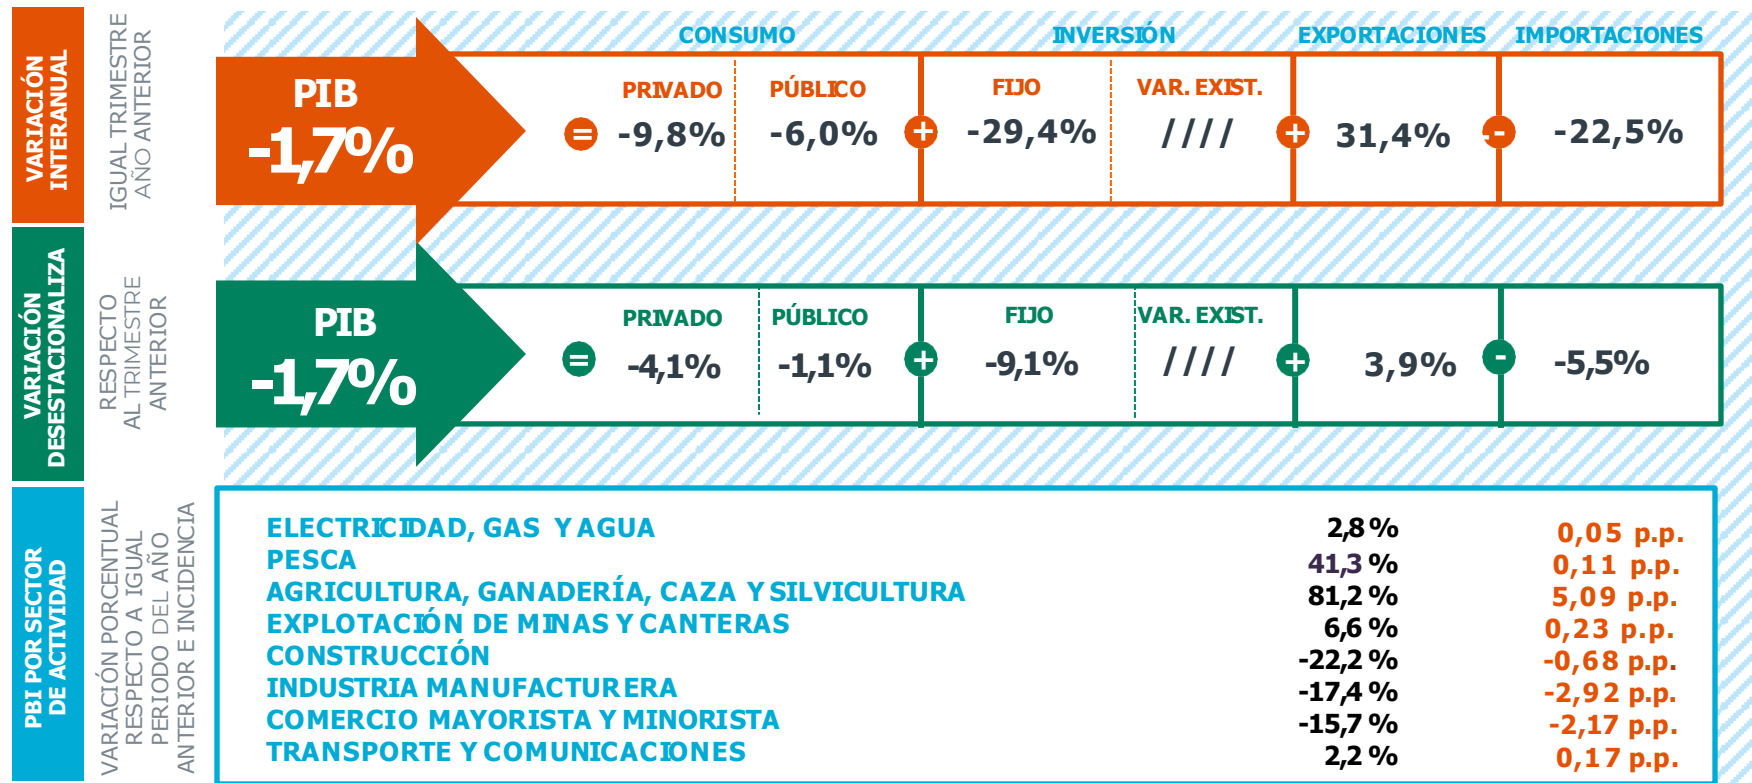 CONSUMO INVERSIÓN EXPORTACIONES IMPORTACIONES
VARIACIÓN
INTERANUAL
IGUAL TRIMESTRE
AÑO ANTERIOR
PIB
-1,7%
PRIVADO PÚBLICO FIJO VAR. EXIST.
= -9,8% -6,0% + -29,4% //// + 31,4% - -22,5%
VARIACIÓN
DESESTACIONALIZA
RESPECTO
AL TRIMESTRE
ANTERIOR
PIB
-1,7%
PRIVADO PÚBLICO FIJO VAR. EXIST.
= -4,1% -1,1% + -9,1% //// + 3,9% - -5,5%
PBI POR SECTOR
DE ACTIVIDAD
VARIACIÓN PORCENTUAL
RESPECTO A IGUAL
PERIODO DEL AÑO
ANTERIOR E INCIDENCIA
ELECTRICIDAD, GAS Y AGUA 2,8 % 0,05 p.p.
PESCA 41,3 % 0,11 p.p.
AGRICULTURA, GANADERÍA, CAZA Y SILVICULTURA 81,2 % 5,09 p.p.
EXPLOTACIÓN DE MINAS Y CANTERAS 6,6 % 0,23 p.p.
CONSTRUCCIÓN -22,2 % -0,68 p.p.
INDUSTRIA MANUFACTURERA -17,4 % -2,92 p.p.
COMERCIO MAYORISTA Y MINORISTA -15,7 % -2,17 p.p.
TRANSPORTE Y COMUNICACIONES 2,2 % 0,17 p.p.